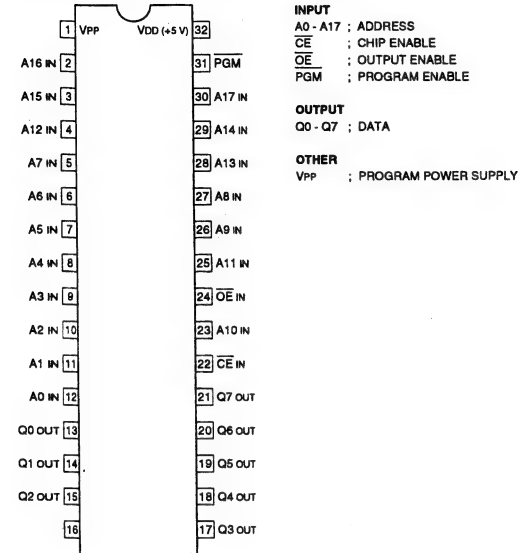 1 VPP VDD (+5 V) 32
A16 IN 2 31 PGM
A15 IN 3 30 A17 IN
A12 IN 4 29 A14 IN
A7 IN 5 28 A13 IN
A6 IN 6 27 A8 IN
A5 IN 7 26 A9 IN
A4 IN 8 25 A11 IN
A3 IN 9 24 OE IN
A2 IN 10 23 A10 IN
A1 IN 11 22 CE IN
A0 IN 12 21 Q7 OUT
Q0 OUT 13 20 Q6 OUT
Q1 OUT 14 19 Q5 OUT
Q2 OUT 15 18 Q4 OUT
16 17 Q3 OUT
INPUT
A0 - A17 ; ADDRESS
CE ; CHIP ENABLE
OE ; OUTPUT ENABLE
PGM ; PROGRAM ENABLE
OUTPUT
Q0 - Q7 ; DATA
OTHER
VPP ; PROGRAM POWER SUPPLY